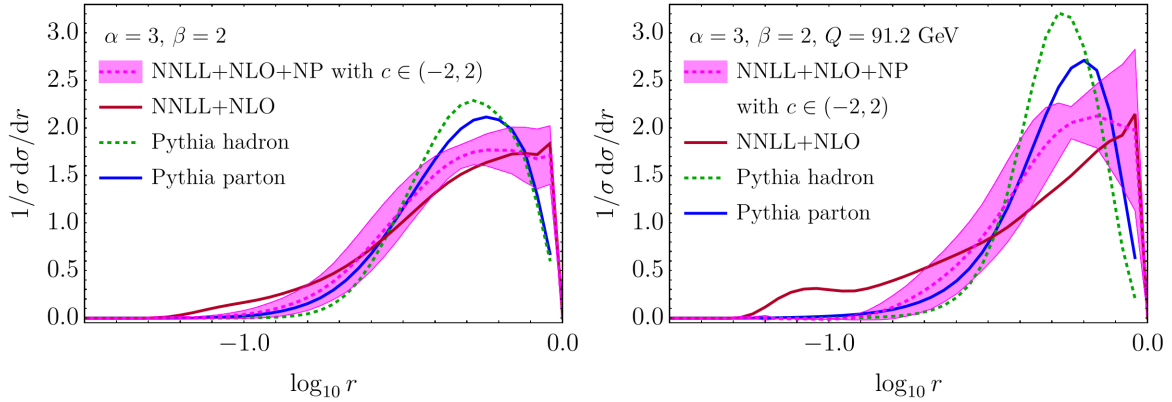 α = 3, β = 2
NNLL+NLO+NP with c ∈ (−2, 2)
NNLL+NLO
Pythia hadron
Pythia parton
1/σ dσ/dr
3.0
2.5
2.0
1.5
1.0
0.5
0.0
−1.0
0.0
log₁₀ r
α = 3, β = 2, Q = 91.2 GeV
NNLL+NLO+NP
with c ∈ (−2, 2)
NNLL+NLO
Pythia hadron
Pythia parton
1/σ dσ/dr
3.0
2.5
2.0
1.5
1.0
0.5
0.0
−1.0
0.0
log₁₀ r